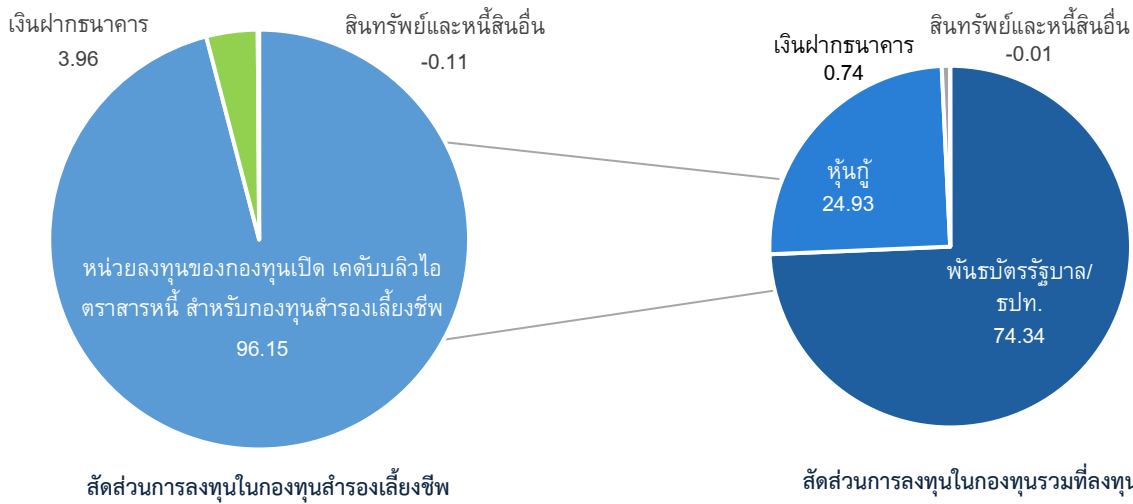 เงินฝากธนาคาร
3.96
สินทรัพย์และหนี้สินอื่น
-0.11
หน่วยลงทุนของกองทุนเปิด เคดับบลิวไอ
ตราสารหนี้ สำหรับกองทุนสำรองเลี้ยงชีพ
96.15
สัดส่วนการลงทุนในกองทุนสำรองเลี้ยงชีพ
เงินฝากธนาคาร
0.74
สินทรัพย์และหนี้สินอื่น
-0.01
หุ้นกู้
24.93
พันธบัตรรัฐบาล/
ธปท.
74.34
สัดส่วนการลงทุนในกองทุนรวมที่ลงทุน